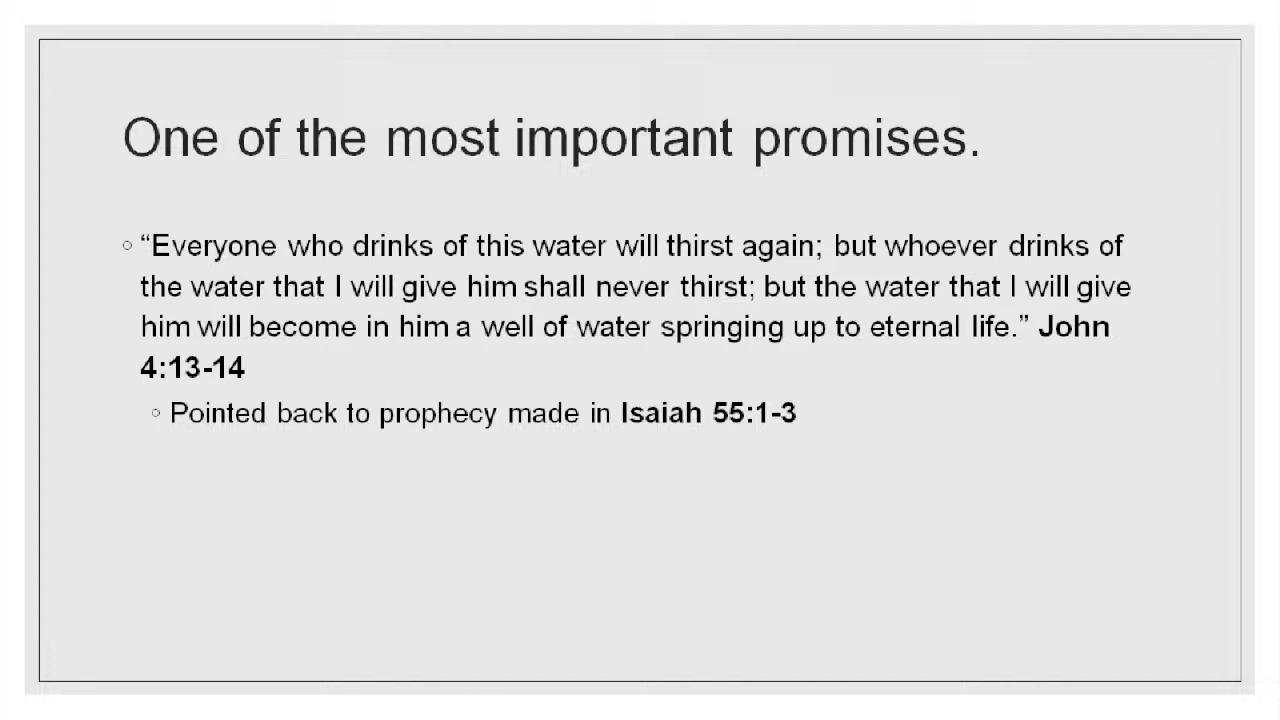 One of the most important promises.
“Everyone who drinks of this water will thirst again; but whoever drinks of
the water that I will give him shall never thirst; but the water that I will give
him will become in him a well of water springing up to eternal life.” John
4:13-14
Pointed back to prophecy made in Isaiah 55:1-3